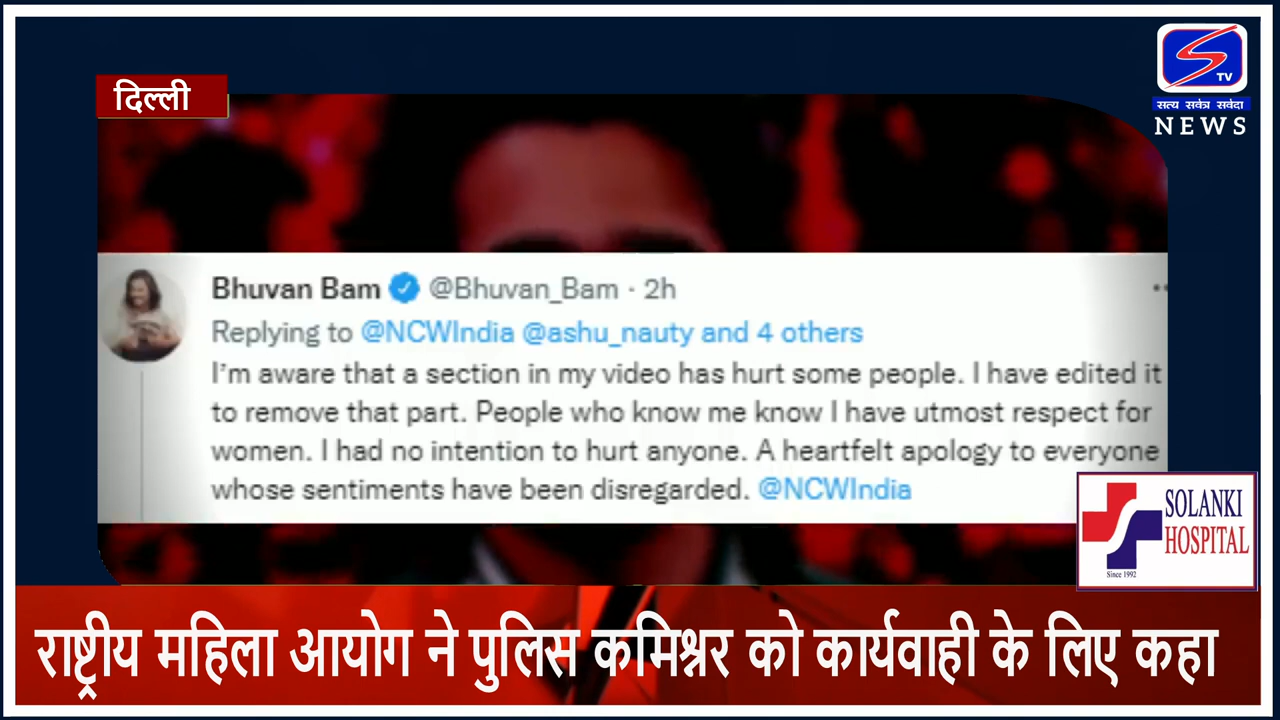 दिल्ली
S
TV
सत्य सर्वत्र सर्वदा
NEWS
Bhuvan Bam @Bhuvan_Bam · 2h
Replying to @NCWIndia @ashu_nauty and 4 others
I'm aware that a section in my video has hurt some people. I have edited it
to remove that part. People who know me know I have utmost respect for
women. I had no intention to hurt anyone. A heartfelt apology to everyone
whose sentiments have been disregarded. @NCWIndia
SOLANKI
HOSPITAL
Since 1992
राष्ट्रीय महिला आयोग ने पुलिस कमिश्नर को कार्यवाही के लिए कहा